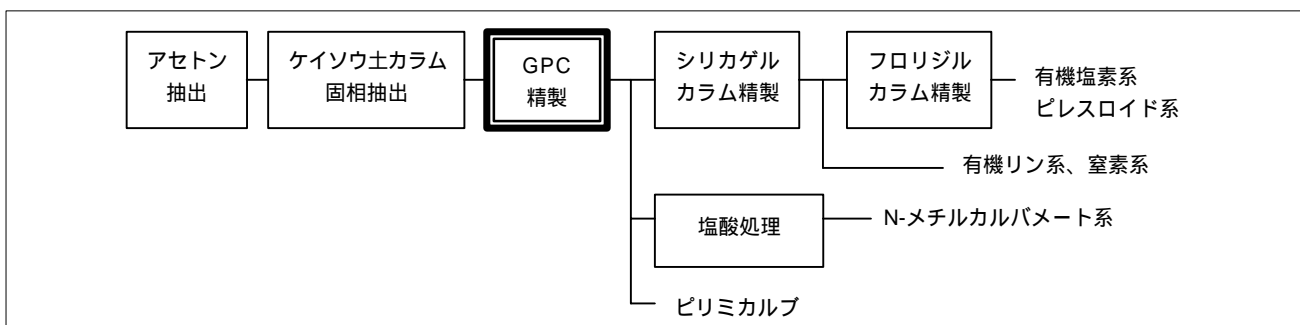 アセトン
抽出
ケイソウ土カラム
固相抽出
GPC
精製
シリカゲル
カラム精製
フロリジル
カラム精製
有機塩素系
ピレスロイド系
有機リン系、窒素系
塩酸処理
N-メチルカルバメート系
ピリミカルブ